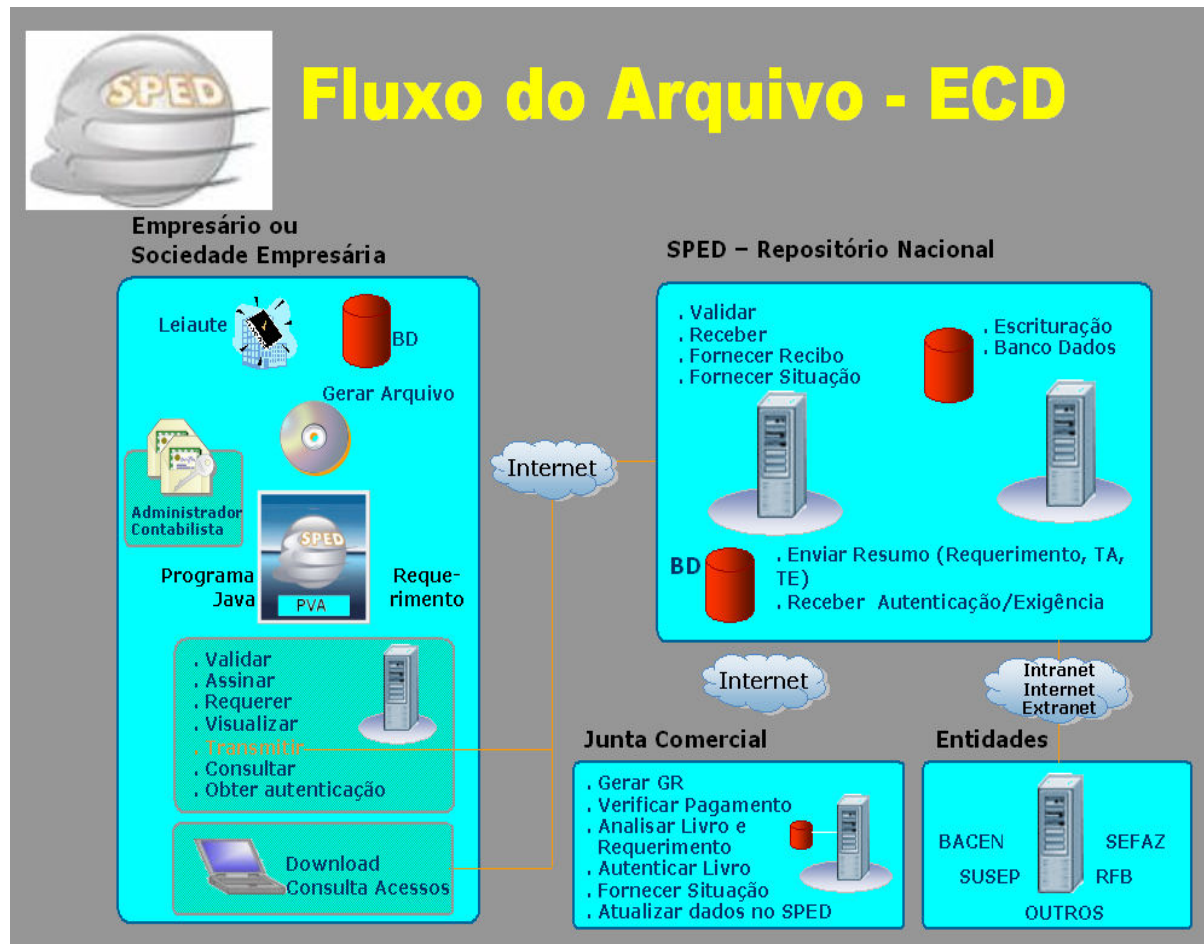 SPED
Fluxo do Arquivo - ECD
Empresário ou
Sociedade Empresária
Leiaute
BD
Gerar Arquivo
Administrador
Contabilista
Programa
Java
SPED
PVA
Reque-
rimento
. Validar
. Assinar
. Requerer
. Visualizar
. Transmitir
. Consultar
. Obter autenticação
Download
Consulta Acessos
Internet
SPED – Repositório Nacional
. Validar
. Receber
. Fornecer Recibo
. Fornecer Situação
. Escrituração
. Banco Dados
BD
. Enviar Resumo (Requerimento, TA,
TE)
. Receber Autenticação/Exigência
Internet
Intranet
Internet
Extranet
Junta Comercial
. Gerar GR
. Verificar Pagamento
. Analisar Livro e
Requerimento
. Autenticar Livro
. Fornecer Situação
. Atualizar dados no SPED
Entidades
BACEN
SEFAZ
SUSEP
RFB
OUTROS